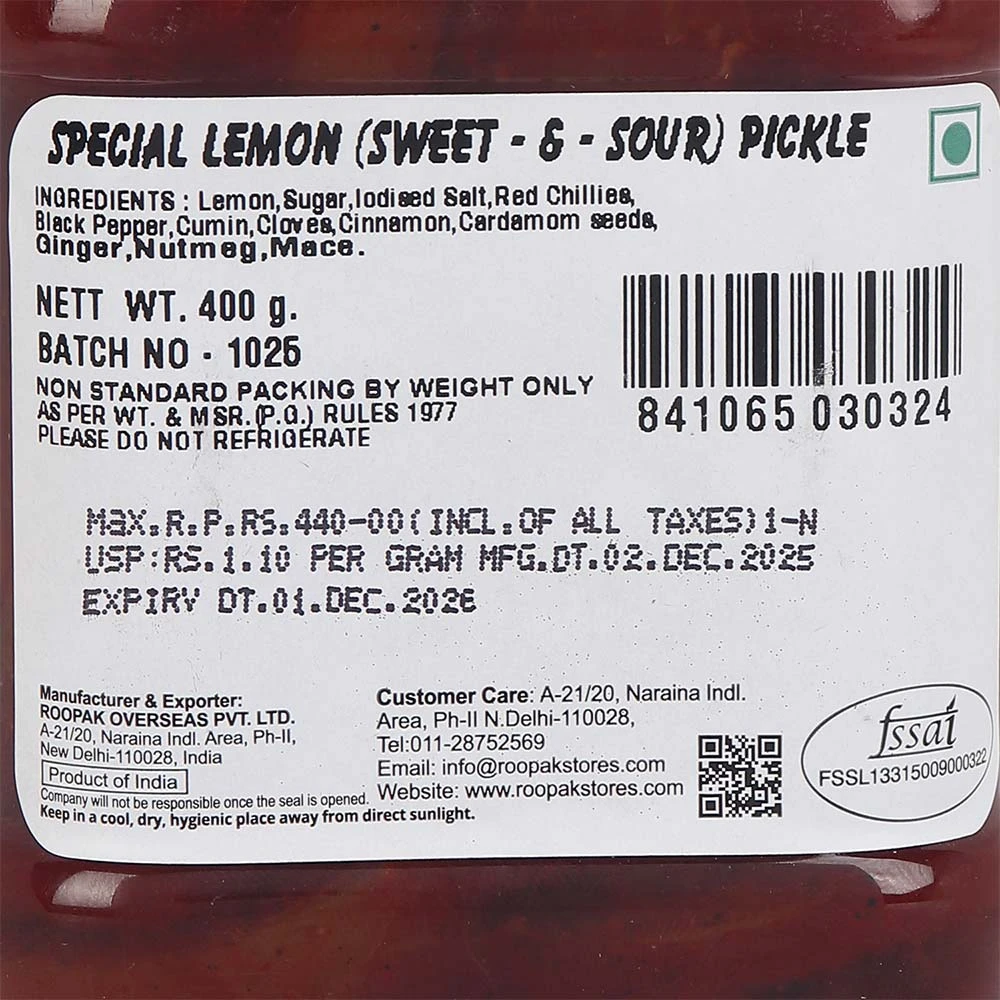 SPECIAL LEMON (SWEET - & - SOUR) PICKLE
INGREDIENTS : Lemon,Sugar,Iodised Salt,Red Chillies,
Black Pepper,Cumin,Cloves,Cinnamon,Cardamom seeds,
Ginger,Nutmeg,Mace.
NETT WT. 400 g.
BATCH NO - 1025
NON STANDARD PACKING BY WEIGHT ONLY
AS PER WT. & MSR.(P.G.) RULES 1977
PLEASE DO NOT REFRIGERATE
841065 030324
MaX.R.P.RS.440-00(INCL.OF ALL TAXES)1-N
USP:RS.1.10 PER GRAM MFG.DT.02.DEC.2025
EXPIRY DT.01.DEC.2026
Manufacturer & Exporter:
ROOPAK OVERSEAS PVT. LTD.
A-21/20, Naraina Indl. Area, Ph-II,
New Delhi-110028, India
Product of India
Company will not be responsible once the seal is opened.
Keep in a cool, dry, hygienic place away from direct sunlight.
Customer Care: A-21/20, Naraina Indl.
Area, Ph-II N.Delhi-110028,
Tel:011-28752569
Email: info@roopakstores.com
Website: www.roopakstores.com
fssai
FSSL13315009000322